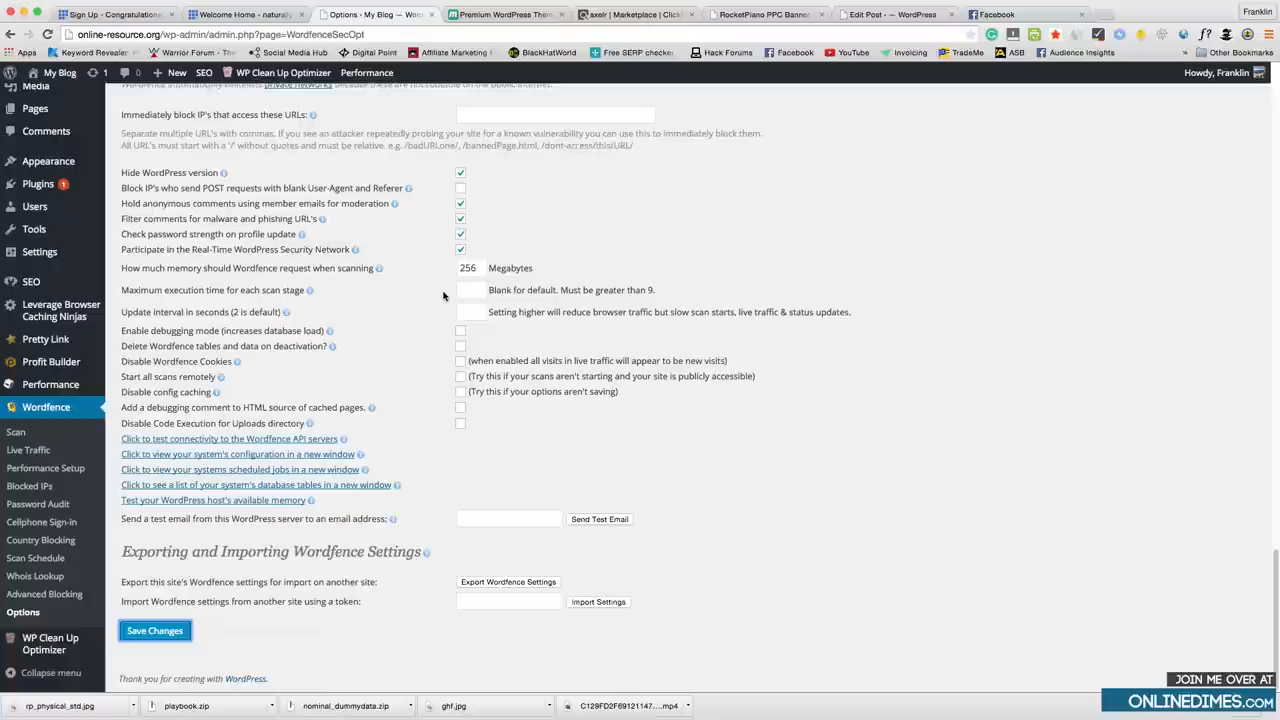 Sign Up - Congratulations
Welcome Home - naturally
Options ‹ My Blog — Wor
Premium WordPress Them
axelr | Marketplace | Click
RocketPiano PPC Banner
Edit Post ‹ — WordPress
Facebook
Franklin
online-resource.org/wp-admin/admin.php?page=WordfenceSecOpt
Apps
Keyword Reveale
Warrior Forum - The
Social Media Hub
Digital Point
Affiliate Marketing
BlackHatWorld
Free SERP checker
Hack Forums
Facebook
YouTube
Invoicing
TradeMe
ASB
Audience Insights
Other Bookmarks
My Blog
1
0
New
SEO
WP Clean Up Optimizer
Performance
Howdy, Franklin
Media
Pages
Comments
Appearance
Plugins 1
Users
Tools
Settings
SEO
Leverage Browser
Caching Ninjas
Pretty Link
Profit Builder
Performance
Wordfence
Scan
Live Traffic
Performance Setup
Blocked IPs
Password Audit
Cellphone Sign-in
Country Blocking
Scan Schedule
Whois Lookup
Advanced Blocking
Options
WP Clean Up
Optimizer
Collapse menu
Wordfence automatically whitelists private networks because these are not routable on the public internet.
Immediately block IP's that access these URLs:
Separate multiple URL's with commas. If you see an attacker repeatedly probing your site for a known vulnerability you can use this to immediately block them.
All URL's must start with a '/' without quotes and must be relative. e.g. /badURLone/, /bannedPage.html, /dont-access/this/URL/
Hide WordPress version
Block IP's who send POST requests with blank User-Agent and Referer
Hold anonymous comments using member emails for moderation
Filter comments for malware and phishing URL's
Check password strength on profile update
Participate in the Real-Time WordPress Security Network
How much memory should Wordfence request when scanning 256 Megabytes
Maximum execution time for each scan stage Blank for default. Must be greater than 9.
Update interval in seconds (2 is default) Setting higher will reduce browser traffic but slow scan starts, live traffic & status updates.
Enable debugging mode (increases database load)
Delete Wordfence tables and data on deactivation?
Disable Wordfence Cookies (when enabled all visits in live traffic will appear to be new visits)
Start all scans remotely (Try this if your scans aren't starting and your site is publicly accessible)
Disable config caching (Try this if your options aren't saving)
Add a debugging comment to HTML source of cached pages.
Disable Code Execution for Uploads directory
Click to test connectivity to the Wordfence API servers
Click to view your system's configuration in a new window
Click to view your systems scheduled jobs in a new window
Click to see a list of your system's database tables in a new window
Test your WordPress host's available memory
Send a test email from this WordPress server to an email address: Send Test Email
Exporting and Importing Wordfence Settings
Export this site's Wordfence settings for import on another site: Export Wordfence Settings
Import Wordfence settings from another site using a token: Import Settings
Save Changes
Thank you for creating with WordPress.
rp_physical_std.jpg
playbook.zip
nominal_dummydata.zip
ghf.jpg
C129FD2F69121147....mp4
JOIN ME OVER AT
ONLINEDIMES.COM